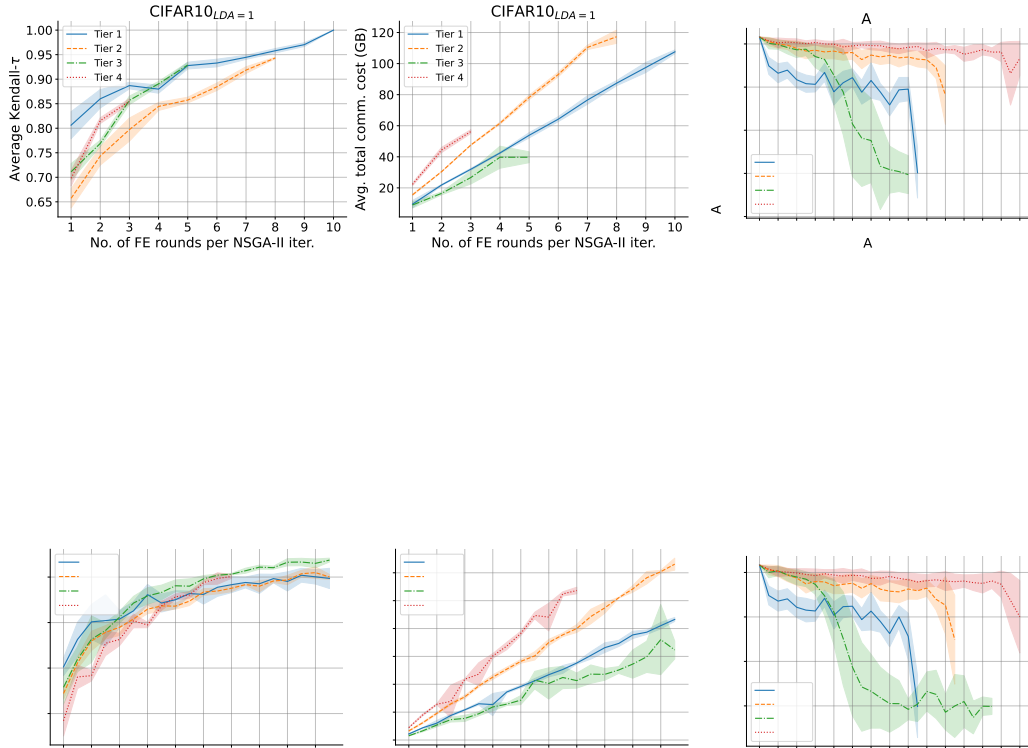 CIFAR10LDA=1
1.00
0.95
0.90
0.85
0.80
0.75
0.70
0.65
Average Kendall-τ
Tier 1
Tier 2
Tier 3
Tier 4
1 2 3 4 5 6 7 8 9 10
No. of FE rounds per NSGA-II iter.
CIFAR10LDA=1
120
100
80
60
40
20
Avg. total comm. cost (GB)
Tier 1
Tier 2
Tier 3
Tier 4
1 2 3 4 5 6 7 8 9 10
No. of FE rounds per NSGA-II iter.
A
A
A